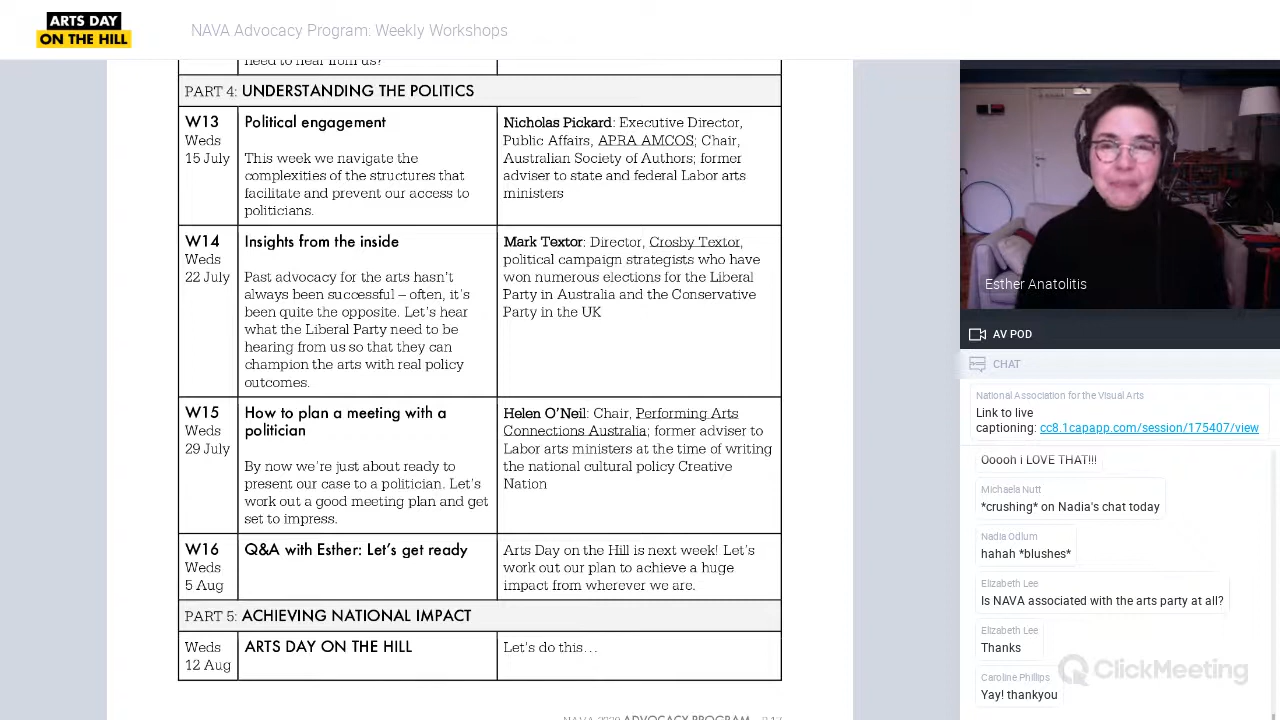 ARTS DAY
ON THE HILL
NAVA Advocacy Program: Weekly Workshops
need to hear from us?
PART 4: UNDERSTANDING THE POLITICS
W13
Weds
15 July
Political engagement
This week we navigate the
complexities of the structures that
facilitate and prevent our access to
politicians.
Nicholas Pickard: Executive Director,
Public Affairs, APRA AMCOS; Chair,
Australian Society of Authors; former
adviser to state and federal Labor arts
ministers
W14
Weds
22 July
Insights from the inside
Past advocacy for the arts hasn't
always been successful – often, it's
been quite the opposite. Let's hear
what the Liberal Party need to be
hearing from us so that they can
champion the arts with real policy
outcomes.
Mark Textor: Director, Crosby Textor,
political campaign strategists who have
won numerous elections for the Liberal
Party in Australia and the Conservative
Party in the UK
W15
Weds
29 July
How to plan a meeting with a
politician
By now we're just about ready to
present our case to a politician. Let's
work out a good meeting plan and get
set to impress.
Helen O'Neil: Chair, Performing Arts
Connections Australia; former adviser to
Labor arts ministers at the time of writing
the national cultural policy Creative
Nation
W16
Weds
5 Aug
Q&A with Esther: Let's get ready
Arts Day on the Hill is next week! Let's
work out our plan to achieve a huge
impact from wherever we are.
PART 5: ACHIEVING NATIONAL IMPACT
Weds
12 Aug
ARTS DAY ON THE HILL
Let's do this...
NAVA 2020 ADVOCACY PROGRAM
Esther Anatolitis
AV POD
CHAT
National Association for the Visual Arts
Link to live
captioning: cc8.1capapp.com/session/175407/view
Ooooh i LOVE THAT!!!
Michaela Nutt
*crushing* on Nadia's chat today
Nadia Odlum
hahah *blushes*
Elizabeth Lee
Is NAVA associated with the arts party at all?
Elizabeth Lee
Thanks
Caroline Phillips
Yay! thankyou
ClickMeeting